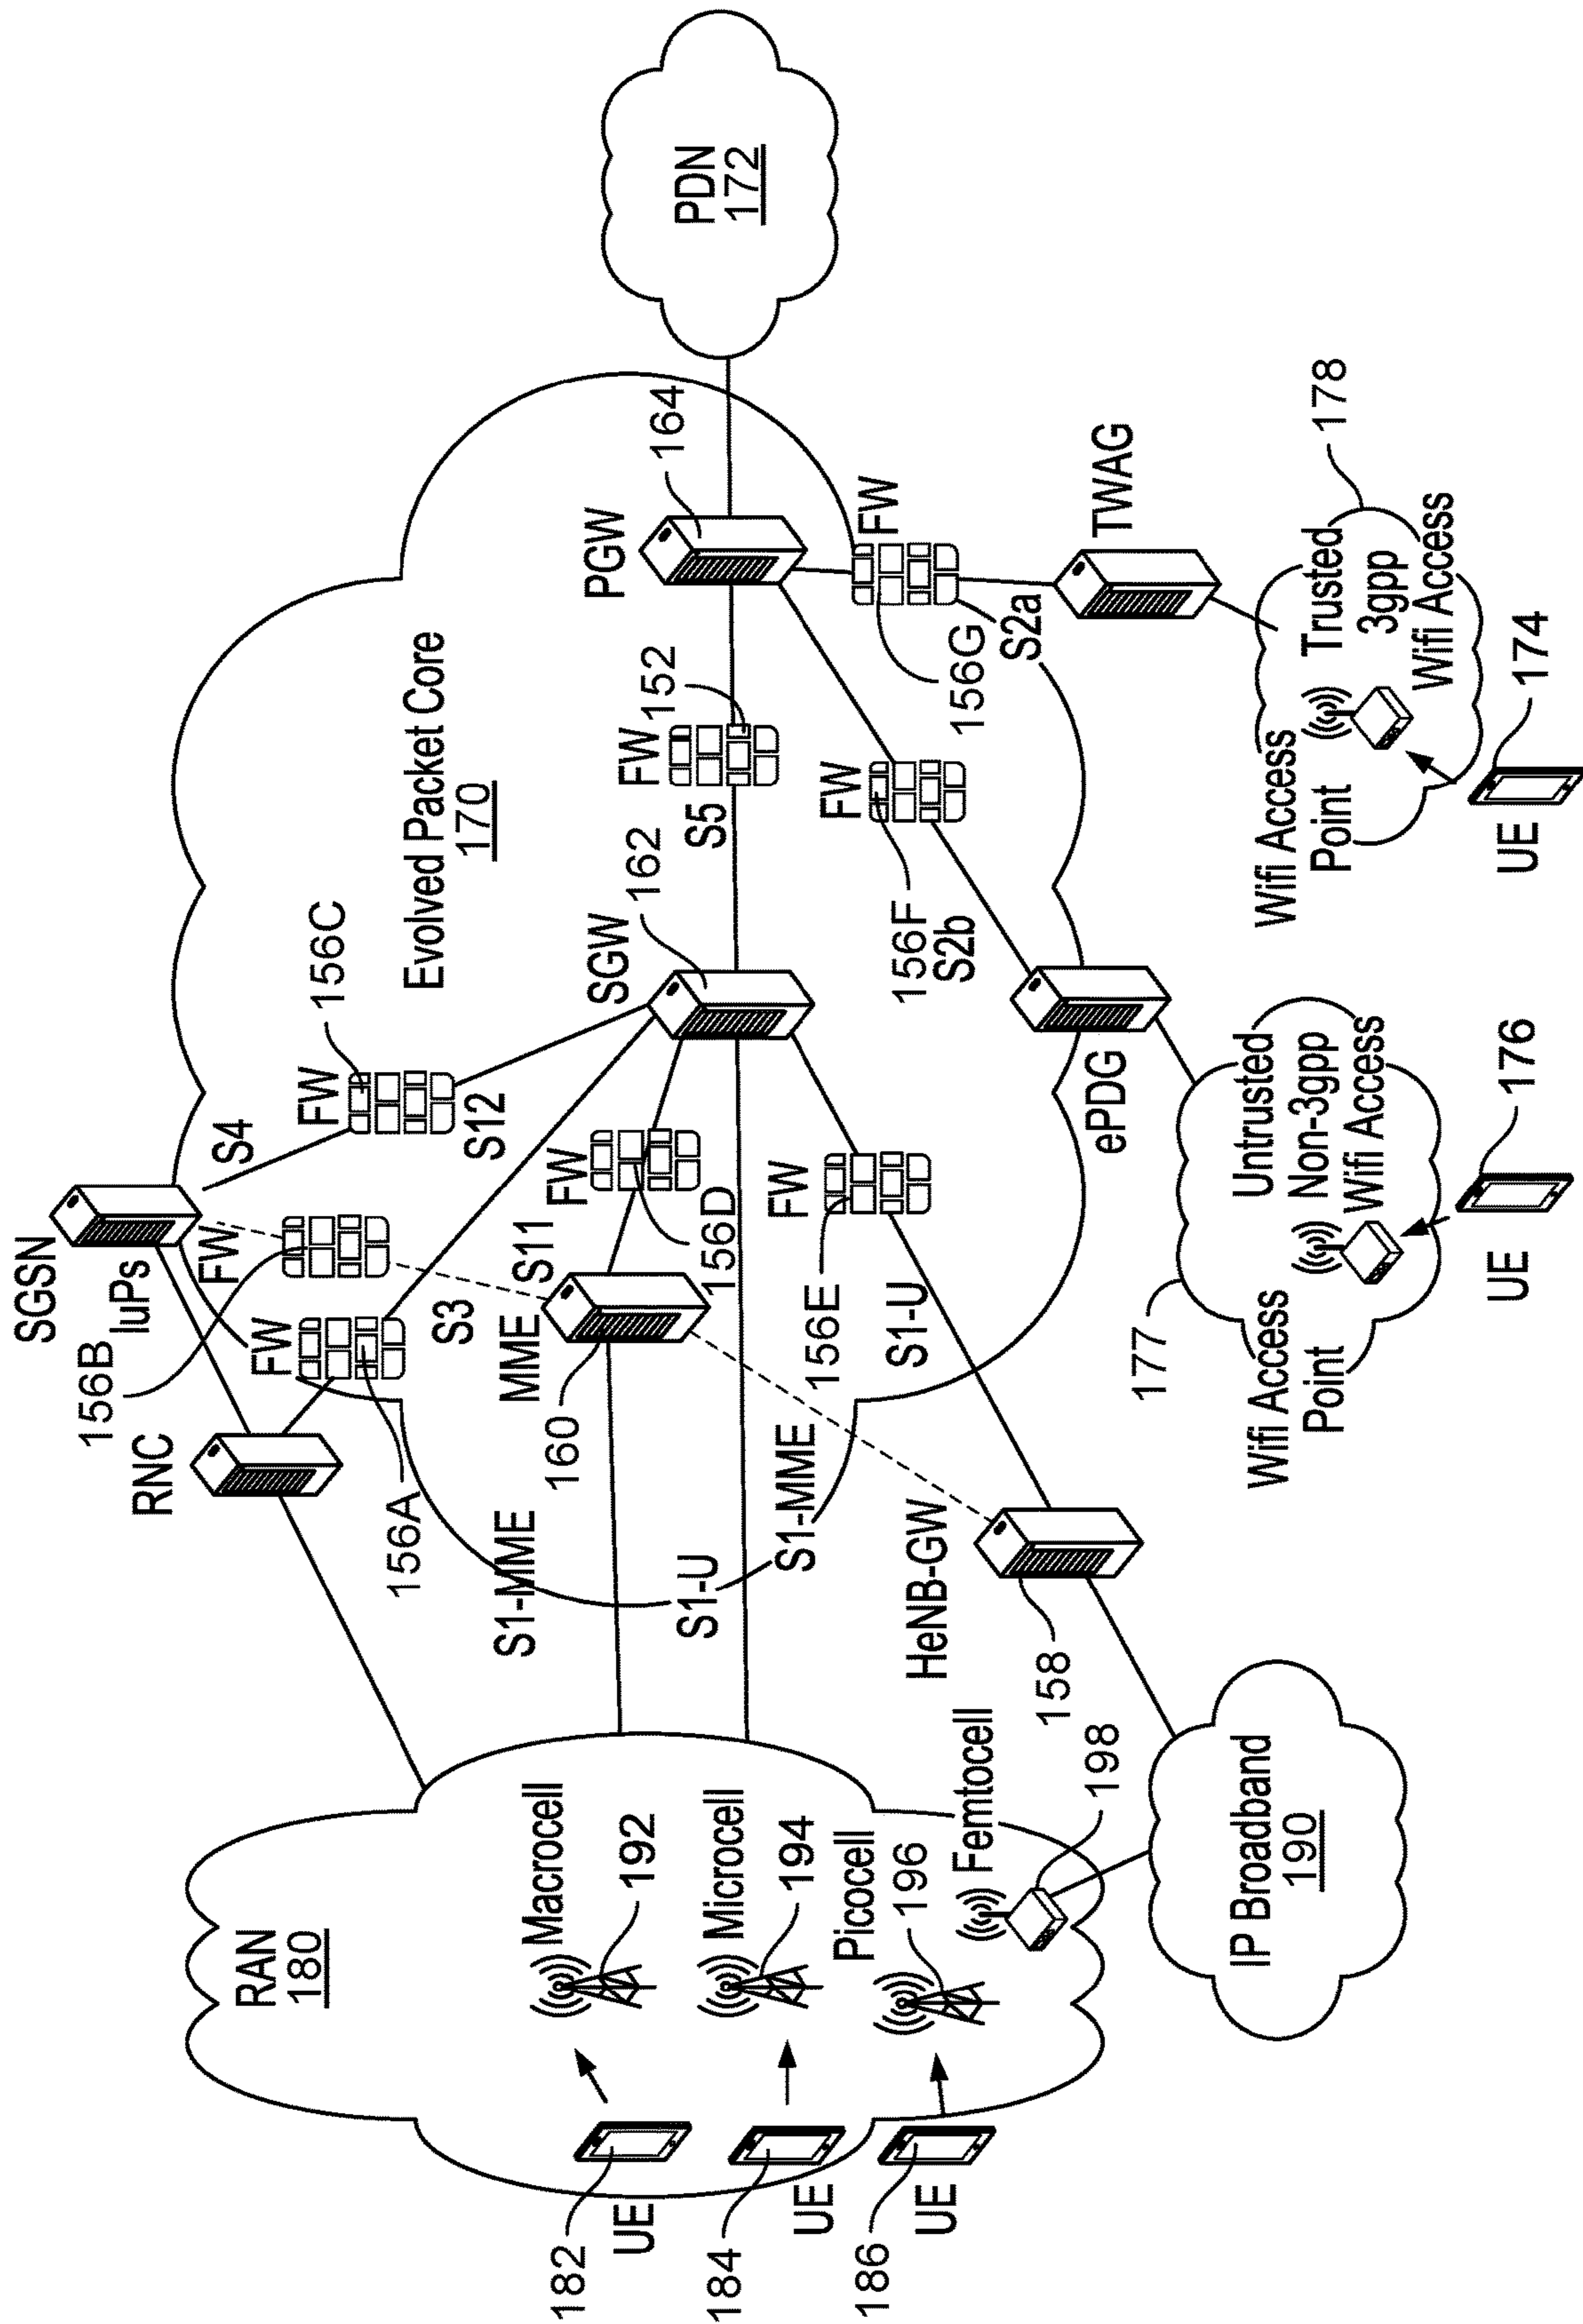 SGSN
IuPs
FW
156B
S4
FW
156C
RNC
FW
156A
S3
S12
Evolved Packet Core
170
RAN
180
S1-MME
MME
160
S11
FW
156D
SGW
162
FW
152
S5
PGW
164
PDN
172
Macrocell
192
Microcell
194
Picocell
196
Femtocell
198
S1-U
S1-MME
156E
FW
S1-U
156F
FW
S2b
156G
FW
S2a
182
UE
184
UE
186
UE
HeNB-GW
158
ePDG
TWAG
IP Broadband
190
177
Wifi Access
Point
Untrusted
Non-3gpp
Wifi Access
UE
176
Wifi Access
Point
Trusted
3gpp
Wifi Access
178
UE
174